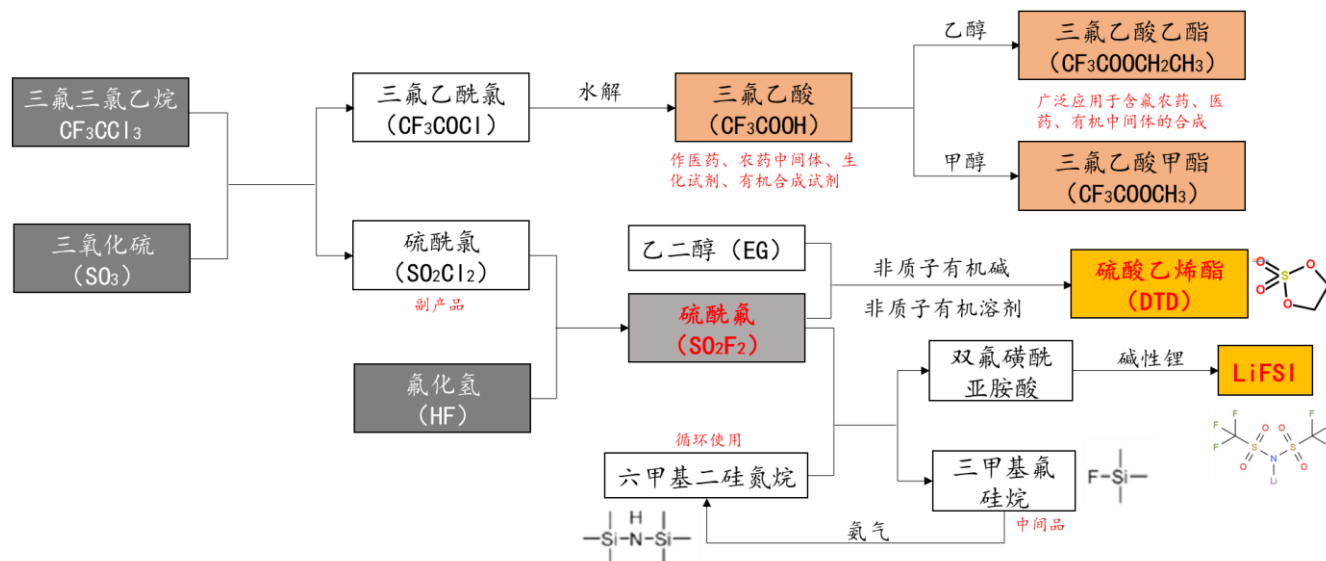 三氟三氯乙烷
CF₃CCl₃
三氧化硫
（SO₃）
三氟乙酰氯
（CF₃COCl）
水解
三氟乙酸
（CF₃COOH）
作医药、农药中间体、生
化试剂、有机合成试剂
乙醇
三氟乙酸乙酯
（CF₃COOCH₂CH₃）
广泛应用于含氟农药、医
药、有机中间体的合成
甲醇
三氟乙酸甲酯
（CF₃COOCH₃）
硫酰氯
（SO₂Cl₂）
副产品
氟化氢
（HF）
乙二醇（EG）
硫酰氟
（SO₂F₂）
非质子有机碱
非质子有机溶剂
硫酸乙烯酯
（DTD）
O
S
O
O
O
双氟磺酰
亚胺酸
碱性锂
LiFSI
F
F
F
O
O
F
S
S
O
N
O
Li
循环使用
六甲基二硅氮烷
H
Si-N-Si
三甲基氟
硅烷
F-Si
中间品
氨气